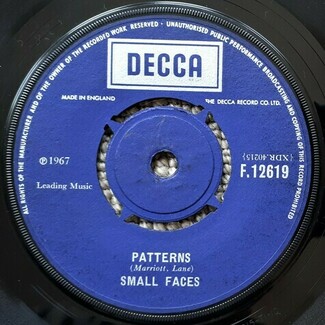 ALL RIGHTS OF THE MANUFACTURER AND OF THE OWNER OF THE RECORDED WORK RESERVED · UNAUTHORISED PUBLIC PERFORMANCE BROADCASTING AND COPYING OF THIS RECORD PROHIBITED
DECCA
MADE IN ENGLAND
THE DECCA RECORD CO. LTD.
℗ 1967
(XDR.40215)
Leading Music
F.12619
PATTERNS
(Marriott, Lane)
SMALL FACES